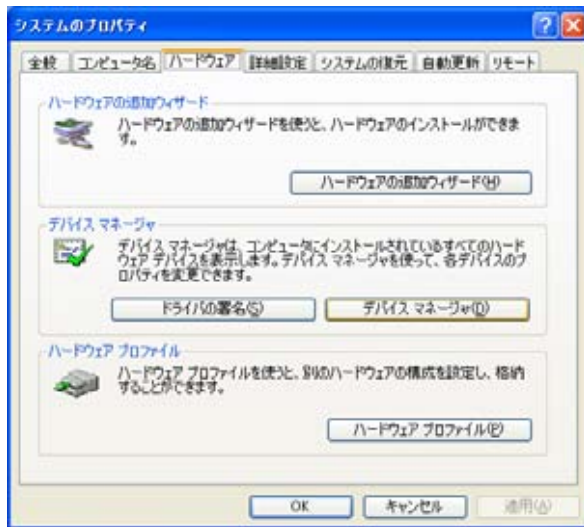 システムのプロパティ
全般 コンピュータ名 ハードウェア 詳細設定 システムの復元 自動更新 リモート
ハードウェアの追加ウィザード
ハードウェアの追加ウィザードを使うと、ハードウェアのインストールができま
す。
ハードウェアの追加ウィザード(H)
デバイス マネージャ
デバイス マネージャは、コンピュータにインストールされているすべてのハード
ウェア デバイスを表示します。デバイス マネージャを使って、各デバイスのプ
ロパティを変更できます。
ドライバの署名(S) デバイス マネージャ(D)
ハードウェア プロファイル
ハードウェア プロファイルを使うと、別のハードウェアの構成を設定し、格納
することができます。
ハードウェア プロファイル(P)
OK キャンセル 適用(A)